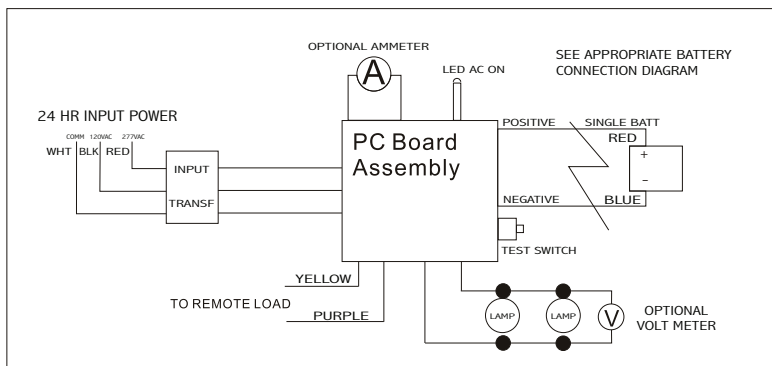 OPTIONAL AMMETER
A
LED AC ON
SEE APPROPRIATE BATTERY
CONNECTION DIAGRAM
24 HR INPUT POWER
COMM 120VAC 277VAC
WHT BLK RED
INPUT
TRANSF
PC Board
Assembly
POSITIVE SINGLE BATT
RED
+
–
NEGATIVE BLUE
TEST SWITCH
YELLOW
TO REMOTE LOAD
PURPLE
LAMP LAMP V
OPTIONAL
VOLT METER